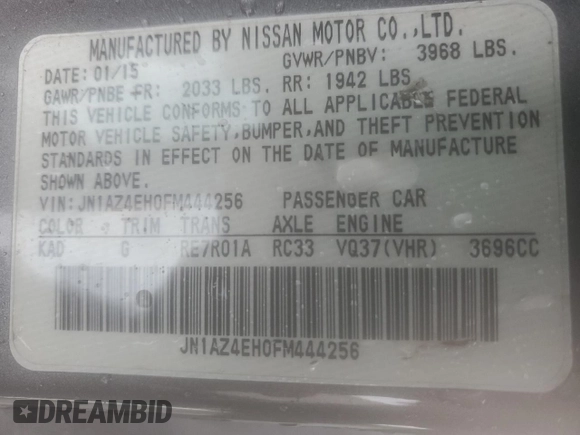 MANUFACTURED BY NISSAN MOTOR CO.,LTD.
DATE: 01/15 GVWR/PNBV: 3968 LBS.
GAWR/PNBE FR: 2033 LBS. RR: 1942 LBS
THIS VEHICLE CONFORMS TO ALL APPLICABLE FEDERAL
MOTOR VEHICLE SAFETY,BUMPER,AND THEFT PREVENTION
STANDARDS IN EFFECT ON THE DATE OF MANUFACTURE
SHOWN ABOVE.
VIN:JN1AZ4EH0FM444256 PASSENGER CAR
COLOR TRIM TRANS AXLE ENGINE
KAD G RE7R01A RC33 VQ37(VHR) 3696CC
JN1AZ4EH0FM444256
DREAMBID